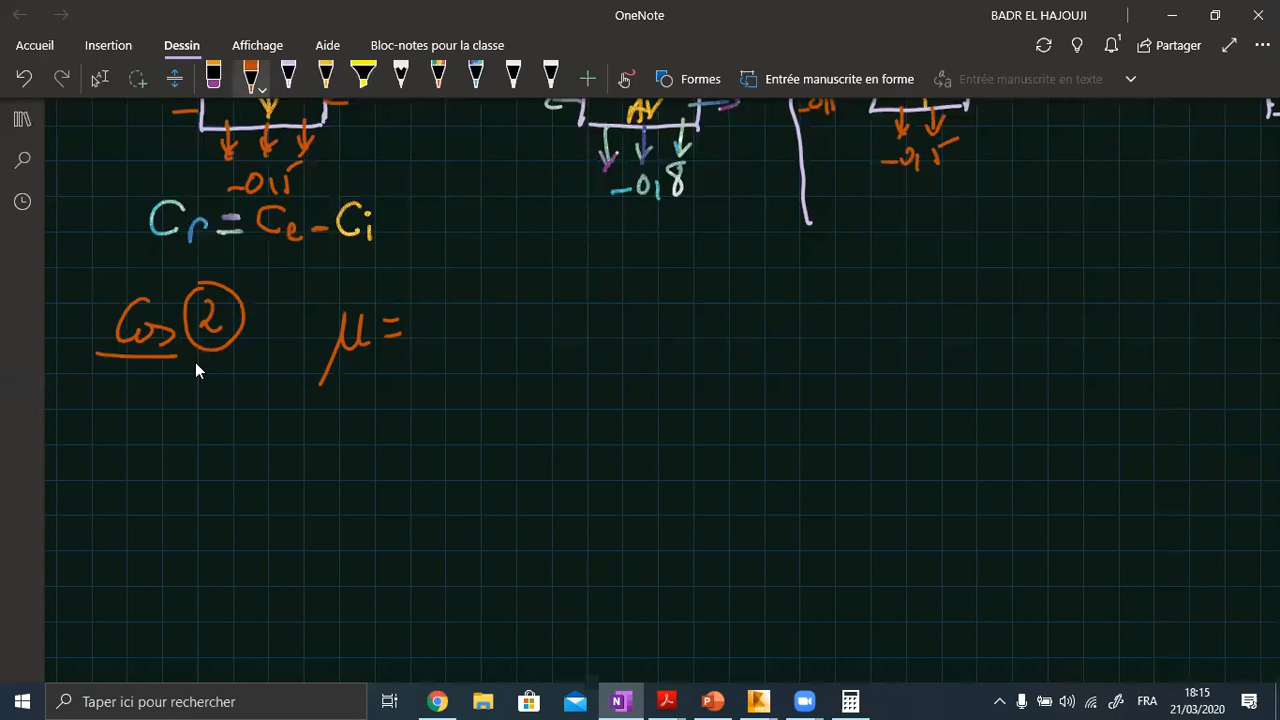 OneNote
BADR EL HAJOUJI
Accueil Insertion Dessin Affichage Aide Bloc-notes pour la classe
Partager
Formes Entrée manuscrite en forme Entrée manuscrite en texte
AV
-0,5
-0,8
-0,5
Cr = Ce - Ci
Cas ② μ =
Taper ici pour rechercher
FRA
18:15
21/03/2020